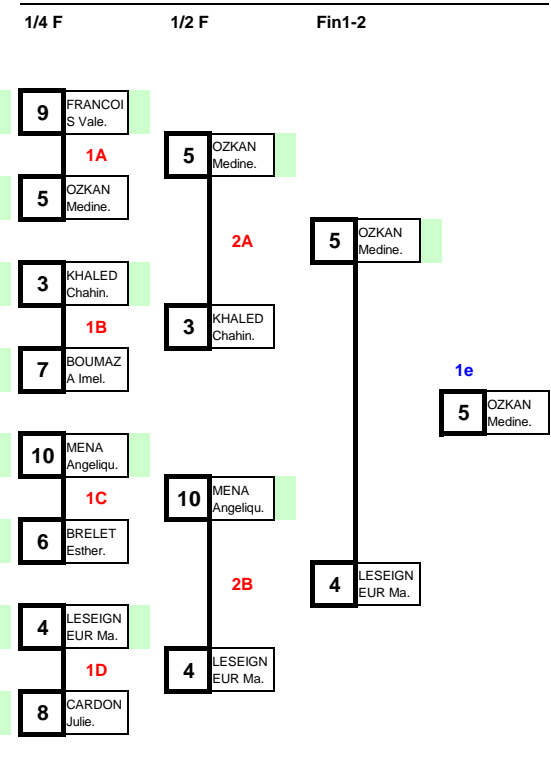 1/4 F 1/2 F Fin1-2
9 FRANCOI
S Vale.
1A
5 OZKAN
Medine.
3 KHALED
Chahin.
1B
7 BOUMAZ
A Imel.
10 MENA
Angeliqu.
1C
6 BRELET
Esther.
4 LESEIGN
EUR Ma.
1D
8 CARDON
Julie.
5 OZKAN
Medine.
2A
3 KHALED
Chahin.
10 MENA
Angeliqu.
2B
4 LESEIGN
EUR Ma.
5 OZKAN
Medine.
4 LESEIGN
EUR Ma.
1e
5 OZKAN
Medine.